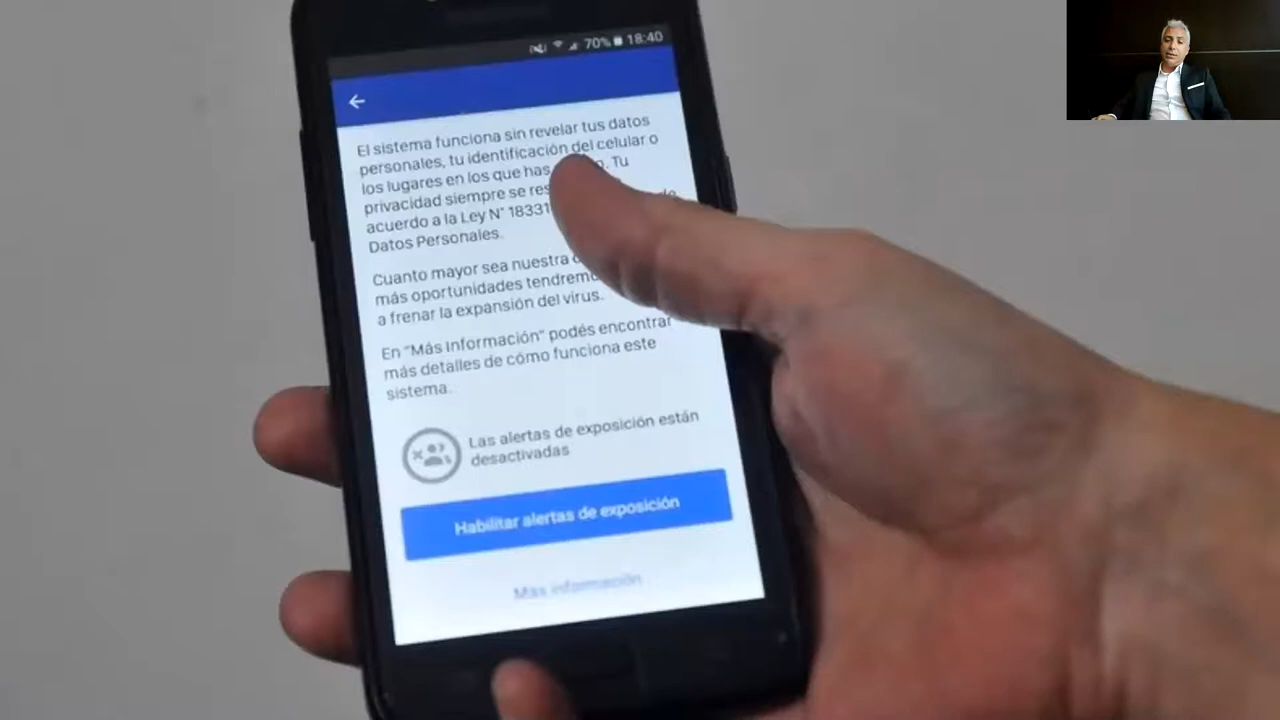 70% 18:40
El sistema funciona sin revelar tus datos
personales, tu identificación del celular o
los lugares en los que has Tu
privacidad siempre se
acuerdo a la Ley N° 18331 de
Datos Personales.
Cuanto mayor sea nuestra
más oportunidades
a frenar la expansión del virus.
En "Más Información" podés encontrar
más detalles de cómo funciona este
sistema.
Las alertas de exposición están
desactivadas
Habilitar alertas de exposición
Más información